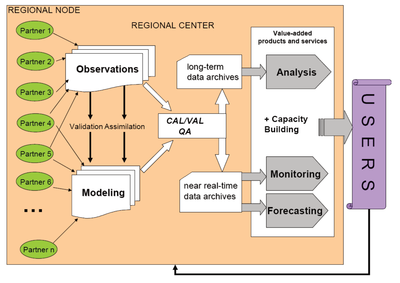 REGIONAL NODE
REGIONAL CENTER
Value-added
products and services
Partner 1
Partner 2
Partner 3
Partner 4
Partner 5
Partner 6
...
Partner n
Observations
Validation Assimilation
Modeling
CAL/VAL
QA
long-term
data archives
near real-time
data archives
Analysis
+ Capacity
Building
Monitoring
Forecasting
USERS